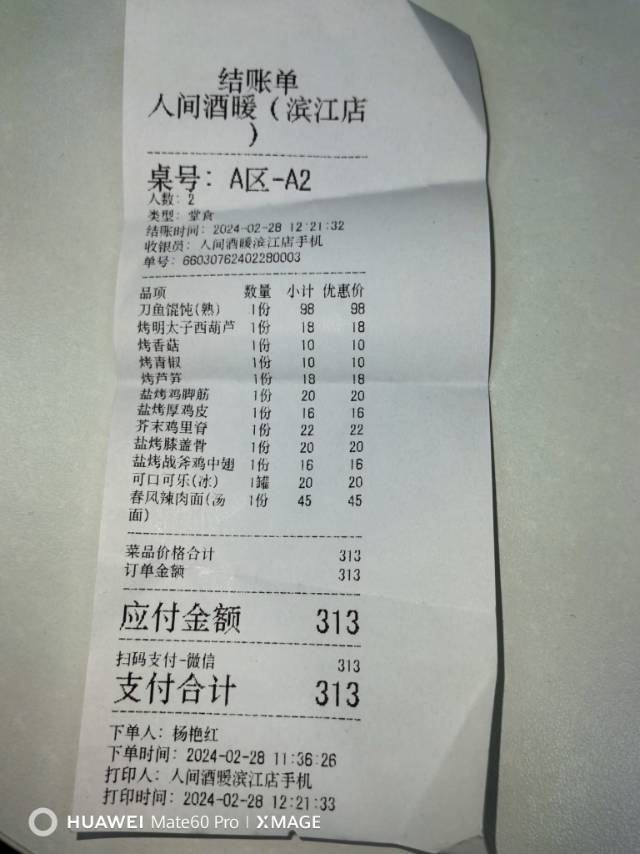 结账单
人间酒暖（滨江店
）
桌号: A区-A2
人数: 2
类型: 堂食
结账时间: 2024-02-28 12:21:32
收银员: 人间酒暖滨江店手机
单号: 66030762402280003
品项 数量 小计 优惠价
刀鱼馄饨(熟) 1份 98 98
烤明太子西葫芦 1份 18 18
烤香菇 1份 10 10
烤青椒 1份 10 10
烤芦笋 1份 18 18
盐烤鸡脚筋 1份 20 20
盐烤厚鸡皮 1份 16 16
芥末鸡里脊 1份 22 22
盐烤膝盖骨 1份 20 20
盐烤战斧鸡中翅 1份 16 16
可口可乐(冰) 1罐 20 20
春风辣肉面(汤 1份 45 45
面)
菜品价格合计 313
订单金额 313
应付金额 313
扫码支付-微信 313
支付合计 313
下单人: 杨艳红
下单时间: 2024-02-28 11:36:26
打印人: 人间酒暖滨江店手机
打印时间: 2024-02-28 12:21:33
HUAWEI Mate60 Pro | XMAGE